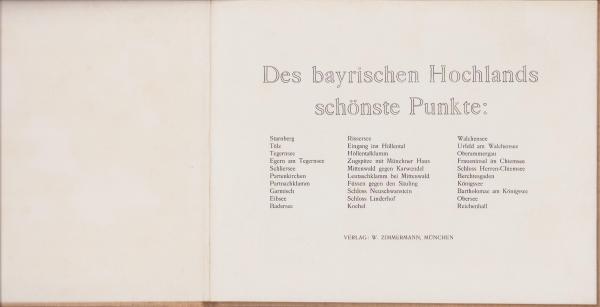 Des bayrischen Hochlands
schönste Punkte:
Starnberg
Tölz
Tegernsee
Egern am Tegernsee
Schliersee
Partenkirchen
Partnachklamm
Garmisch
Eibsee
Badersee
Rissersee
Eingang ins Höllental
Höllentalklamm
Zugspitze mit Münchner Haus
Mittenwald gegen Karwendel
Leutaschklamm bei Mittenwald
Füssen gegen den Säuling
Schloss Neuschwanstein
Schloss Linderhof
Kochel
Walchensee
Urfeld am Walchensee
Oberammergau
Fraueninsel im Chiemsee
Schloss Herren-Chiemsee
Berchtesgaden
Königssee
Bartholomae am Königsee
Obersee
Reichenhall
VERLAG: W. ZIMMERMANN, MÜNCHEN